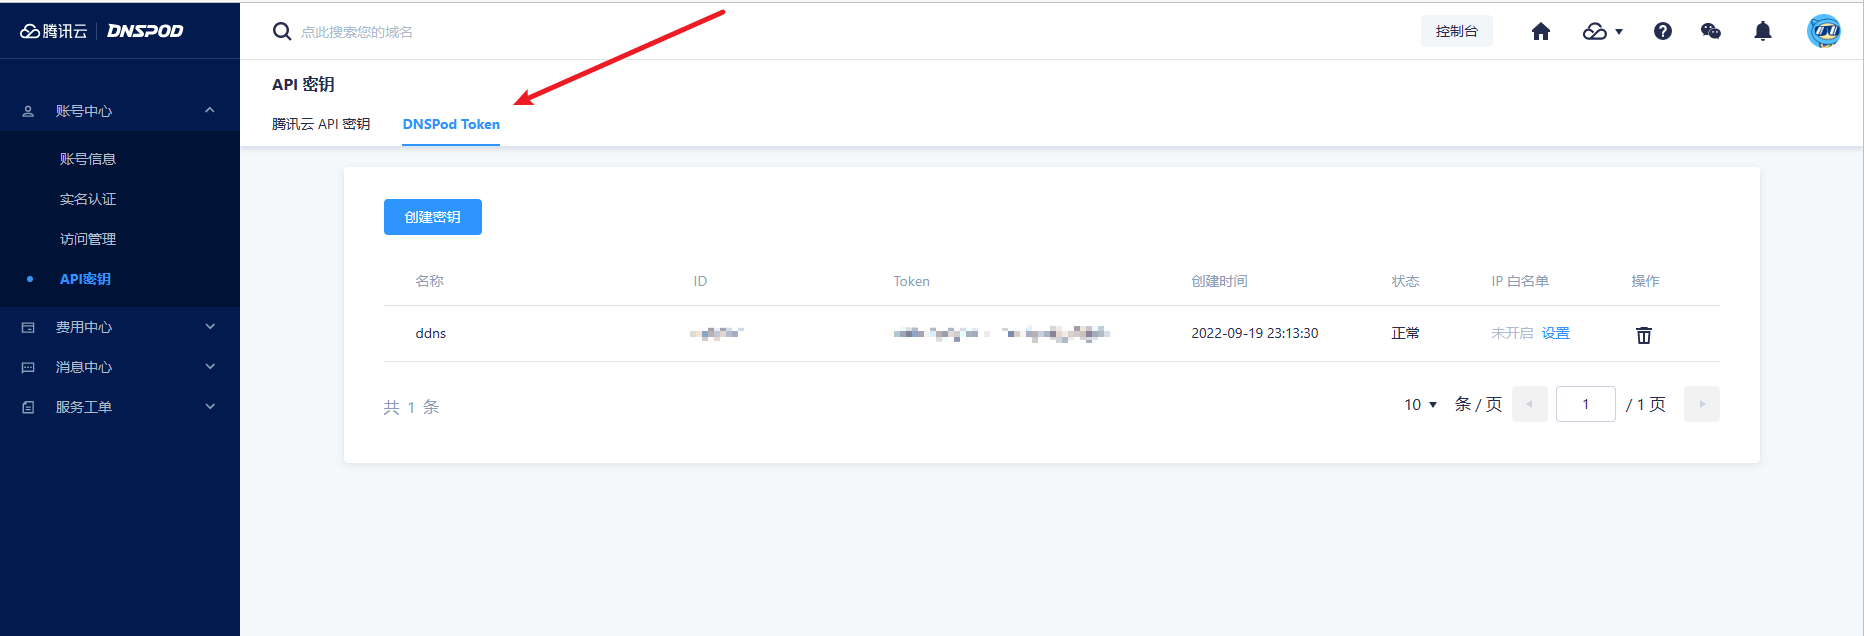 腾讯云 DNSPOD
点此搜索您的域名
控制台
账号中心
账号信息
实名认证
访问管理
API密钥
费用中心
消息中心
服务工单
API 密钥
腾讯云 API 密钥 DNSPod Token
创建密钥
名称 ID Token 创建时间 状态 IP 白名单 操作
ddns 2022-09-19 23:13:30 正常 未开启 设置
共 1 条
10 条 / 页 1 / 1 页